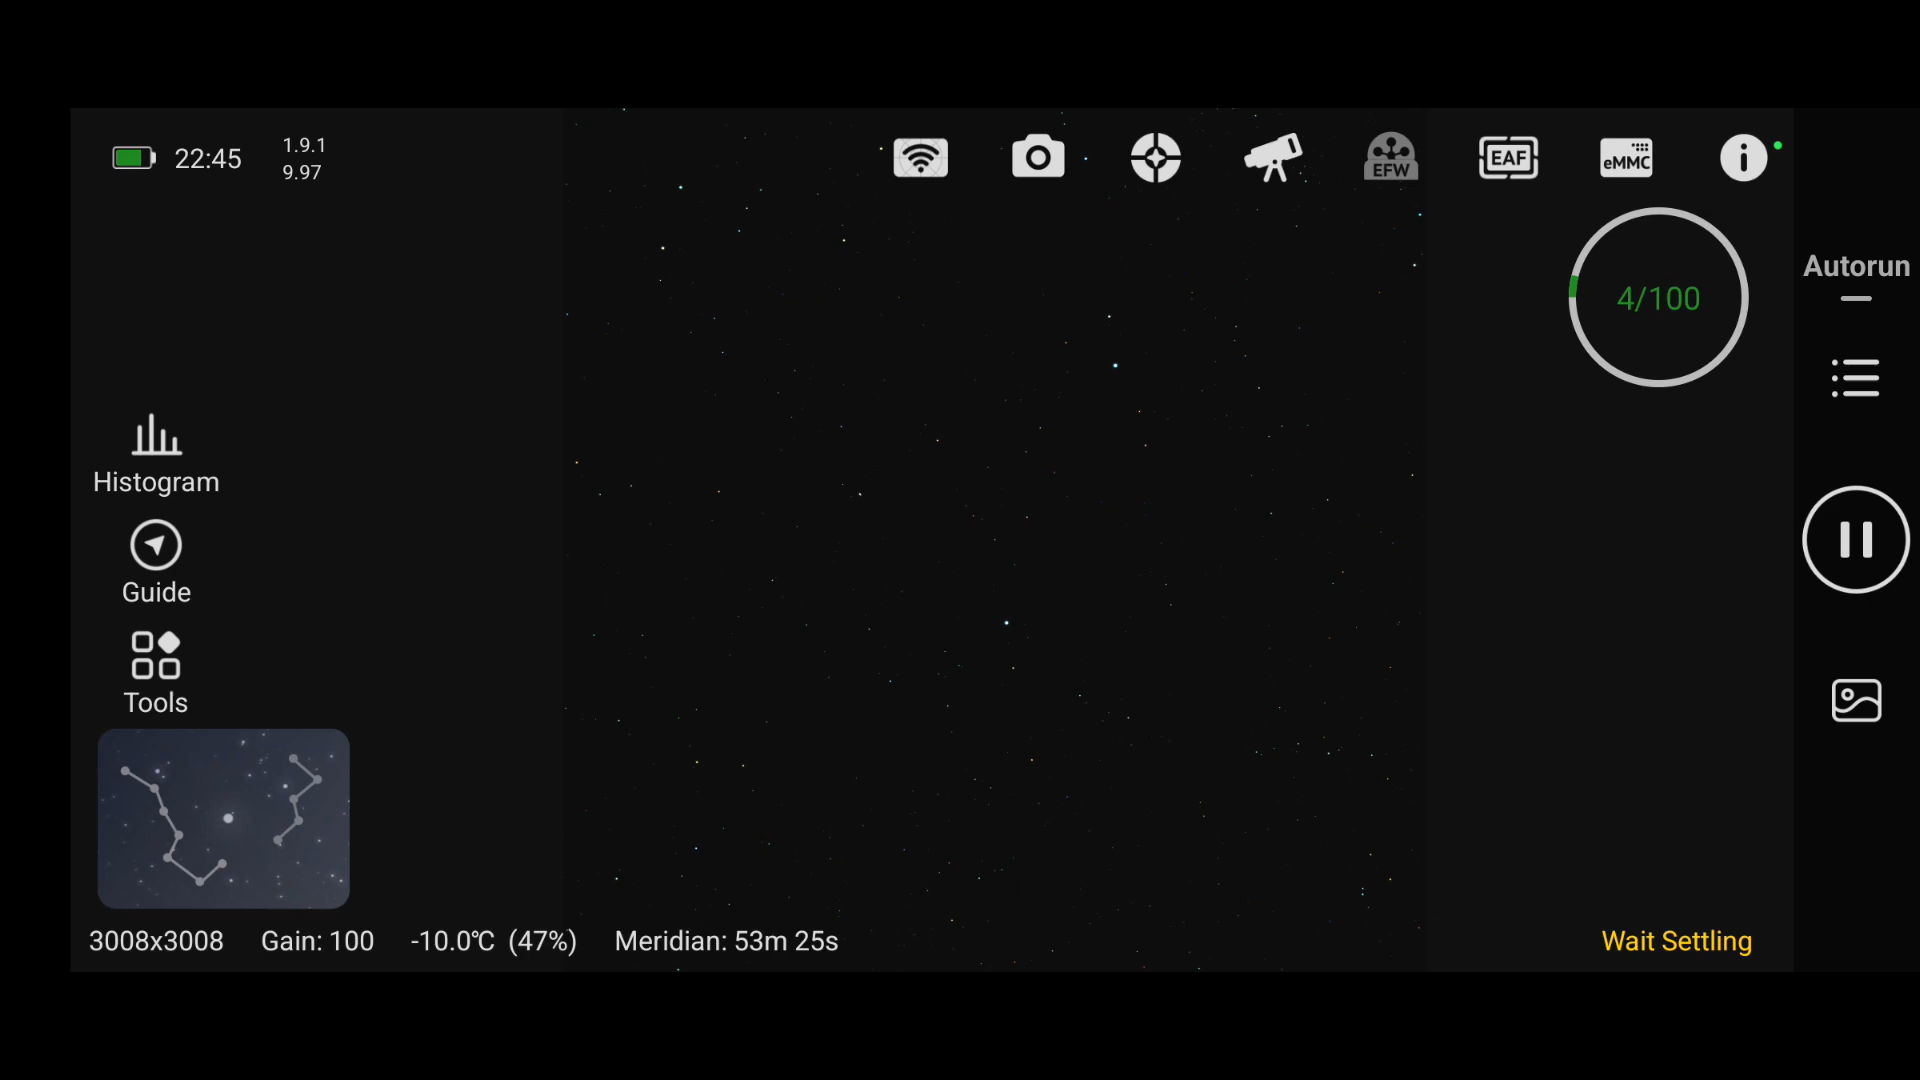 22:45
1.9.1
9.97
EFW
EAF
eMMC
4/100
Autorun
Histogram
Guide
Tools
3008x3008 Gain: 100 -10.0℃ (47%) Meridian: 53m 25s
Wait Settling